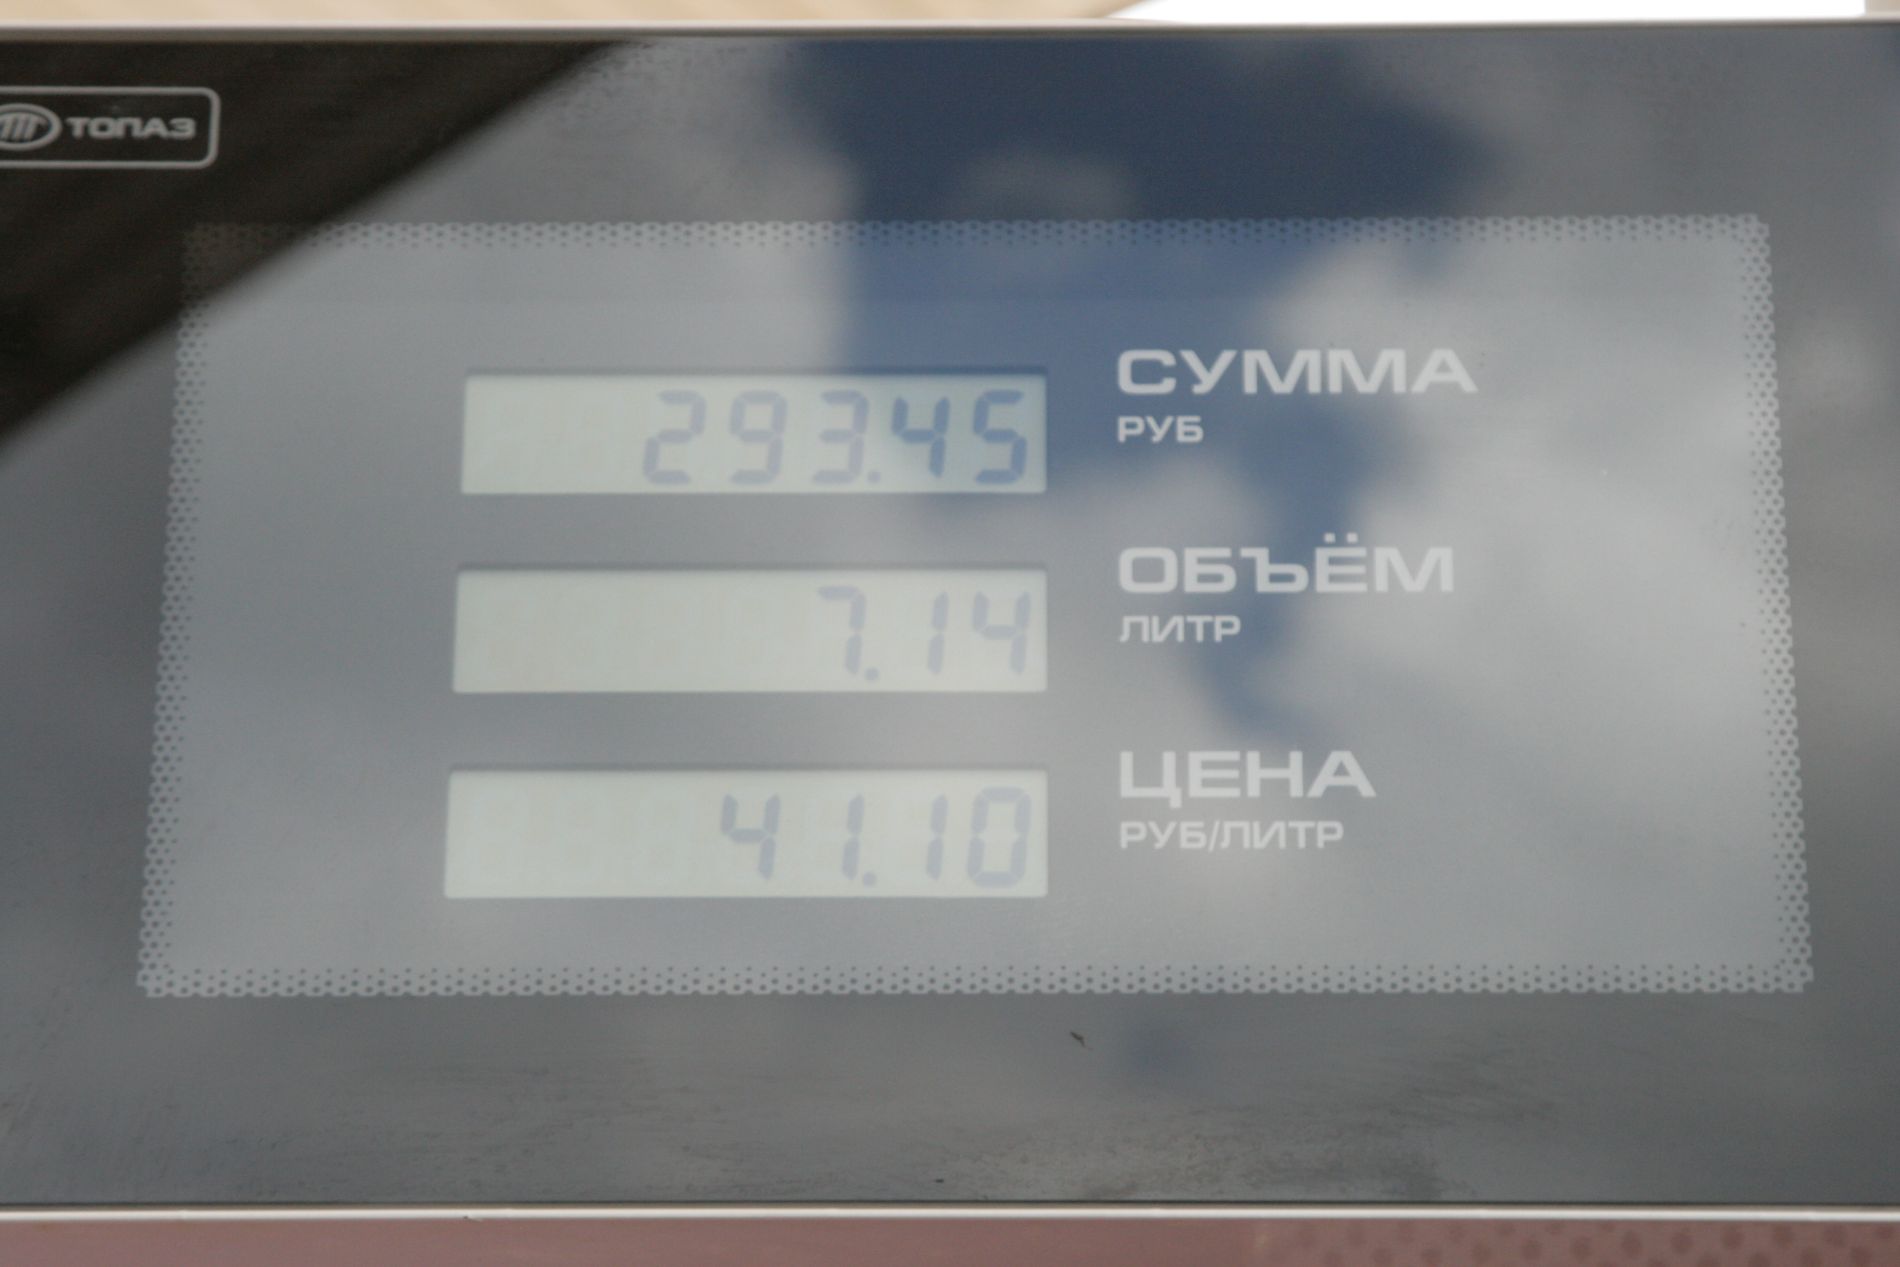 ТОПАЗ
293.45 СУММА
РУБ
7.14 ОБЪЁМ
ЛИТР
41.10 ЦЕНА
РУБ/ЛИТР